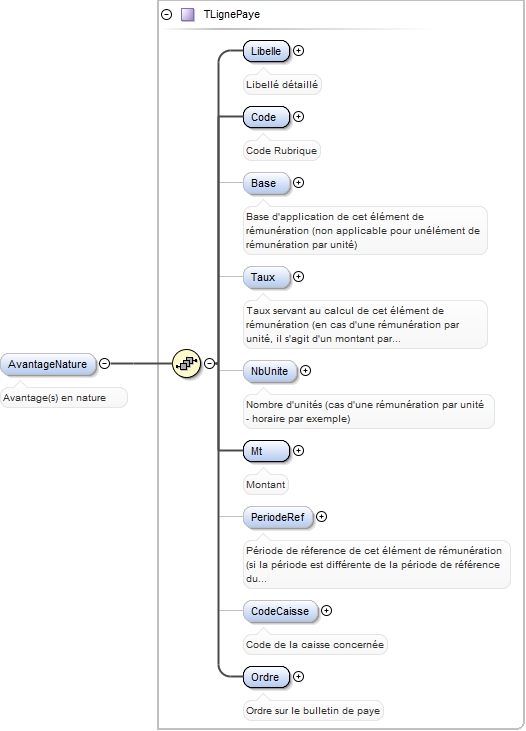 TLignePaye
Libelle
Libellé détaillé
Code
Code Rubrique
Base
Base d'application de cet élément de
rémunération (non applicable pour unélément de
rémunération par unité)
Taux
Taux servant au calcul de cet élément de
rémunération (en cas d'une rémunération par
unité, il s'agit d'un montant par...
AvantageNature
Avantage(s) en nature
NbUnite
Nombre d'unités (cas d'une rémunération par unité
- horaire par exemple)
Mt
Montant
PeriodeRef
Période de réference de cet élément de rémunération
(si la période est différente de la période de référence
du...
CodeCaisse
Code de la caisse concernée
Ordre
Ordre sur le bulletin de paye